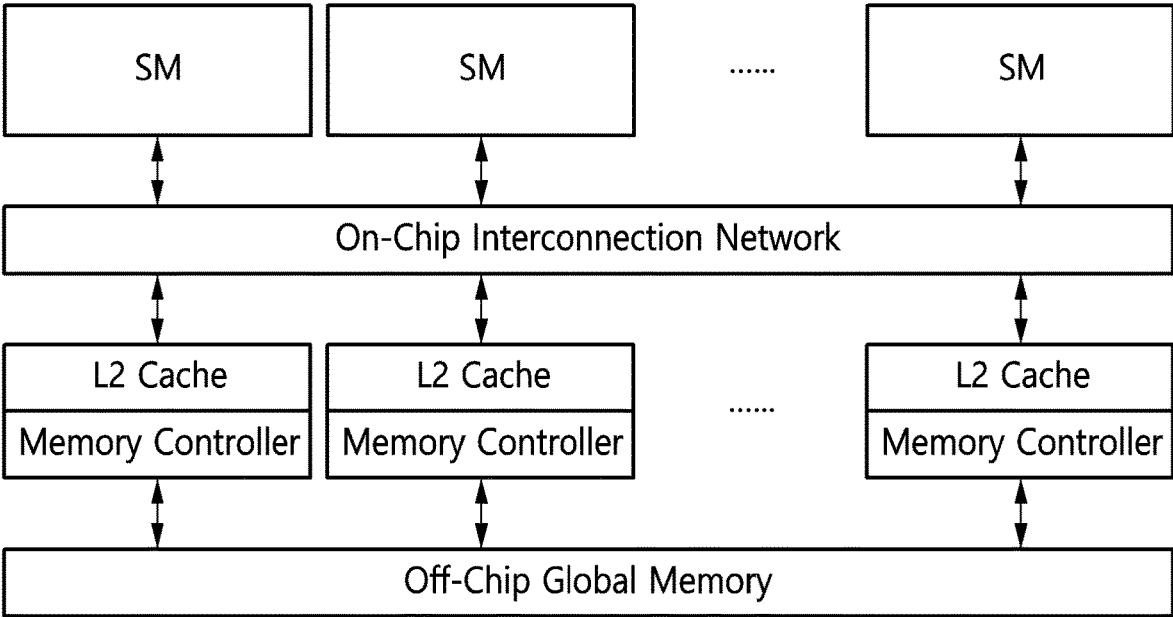 SM
SM
......
SM
On-Chip Interconnection Network
L2 Cache
L2 Cache
L2 Cache
......
Memory Controller
Memory Controller
Memory Controller
Off-Chip Global Memory